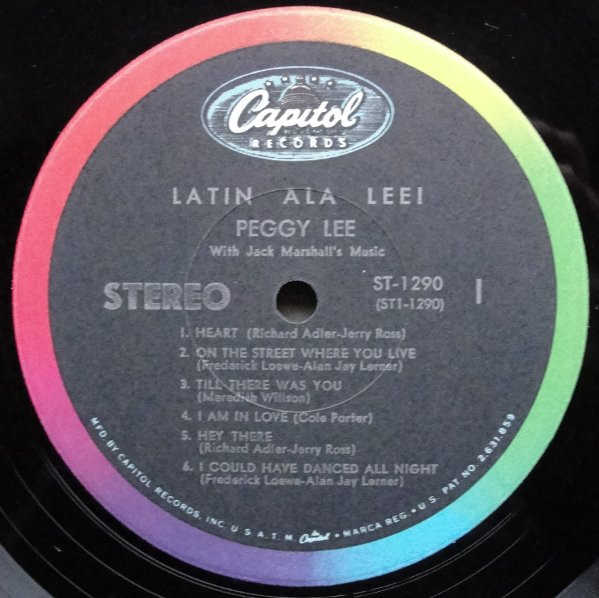 Capitol
RECORDS
LATIN ALA LEE!
PEGGY LEE
With Jack Marshall's Music
STEREO
ST-1290
(ST1-1290)
1
1. HEART (Richard Adler-Jerry Ross)
2. ON THE STREET WHERE YOU LIVE
(Frederick Loewe-Alan Jay Lerner)
3. TILL THERE WAS YOU
(Meredith Willson)
4. I AM IN LOVE (Cole Porter)
5. HEY THERE
(Richard Adler-Jerry Ross)
6. I COULD HAVE DANCED ALL NIGHT
(Frederick Loewe-Alan Jay Lerner)
MFD. BY CAPITOL RECORDS, INC. U.S.A. T.M. Capitol • MARCA REG. • U.S. PAT. NO. 2,631,859